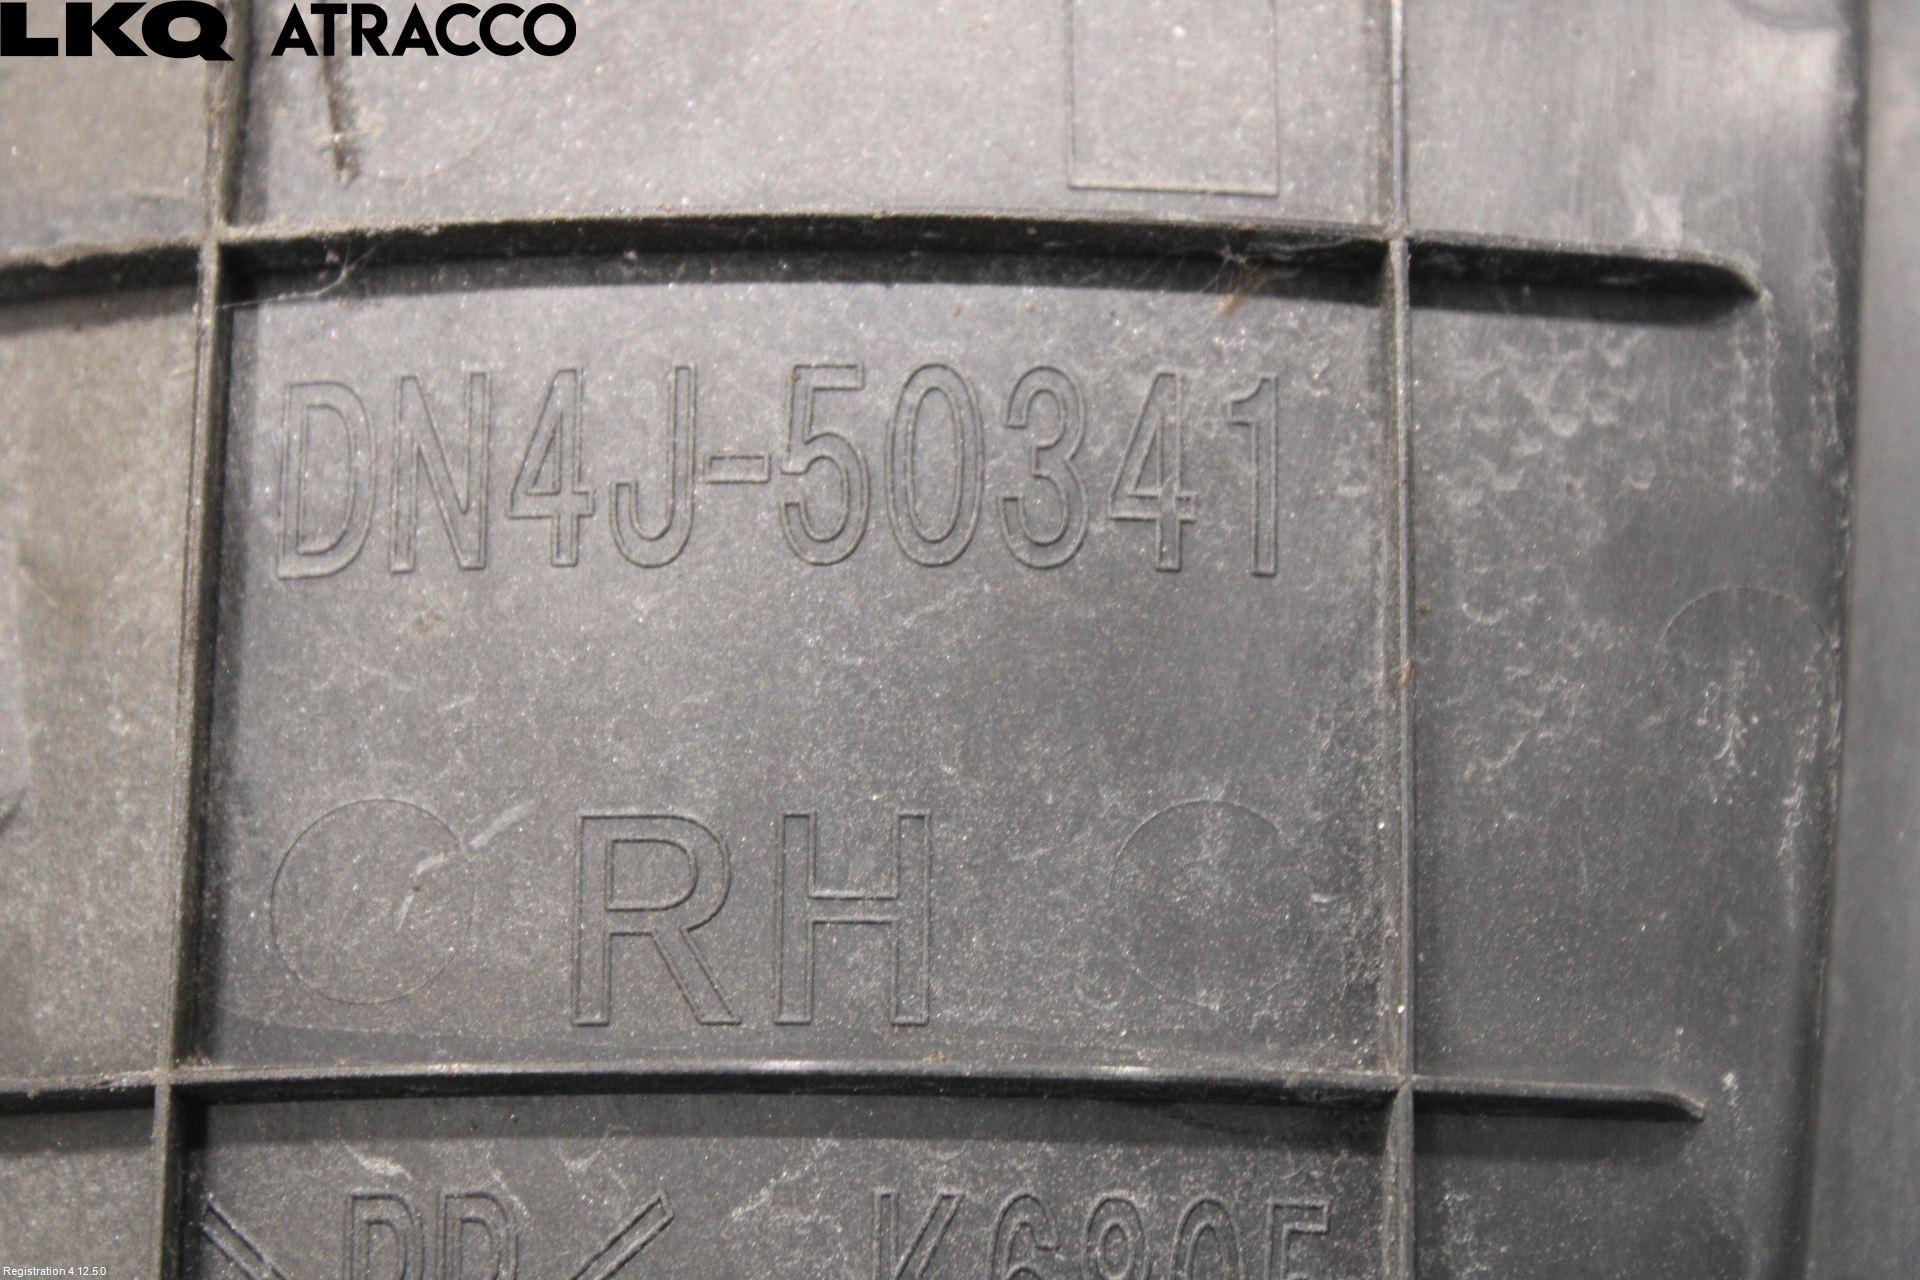 LKQ ATRACCO
DN4J-50341
RH
Registration 4.12.5.0